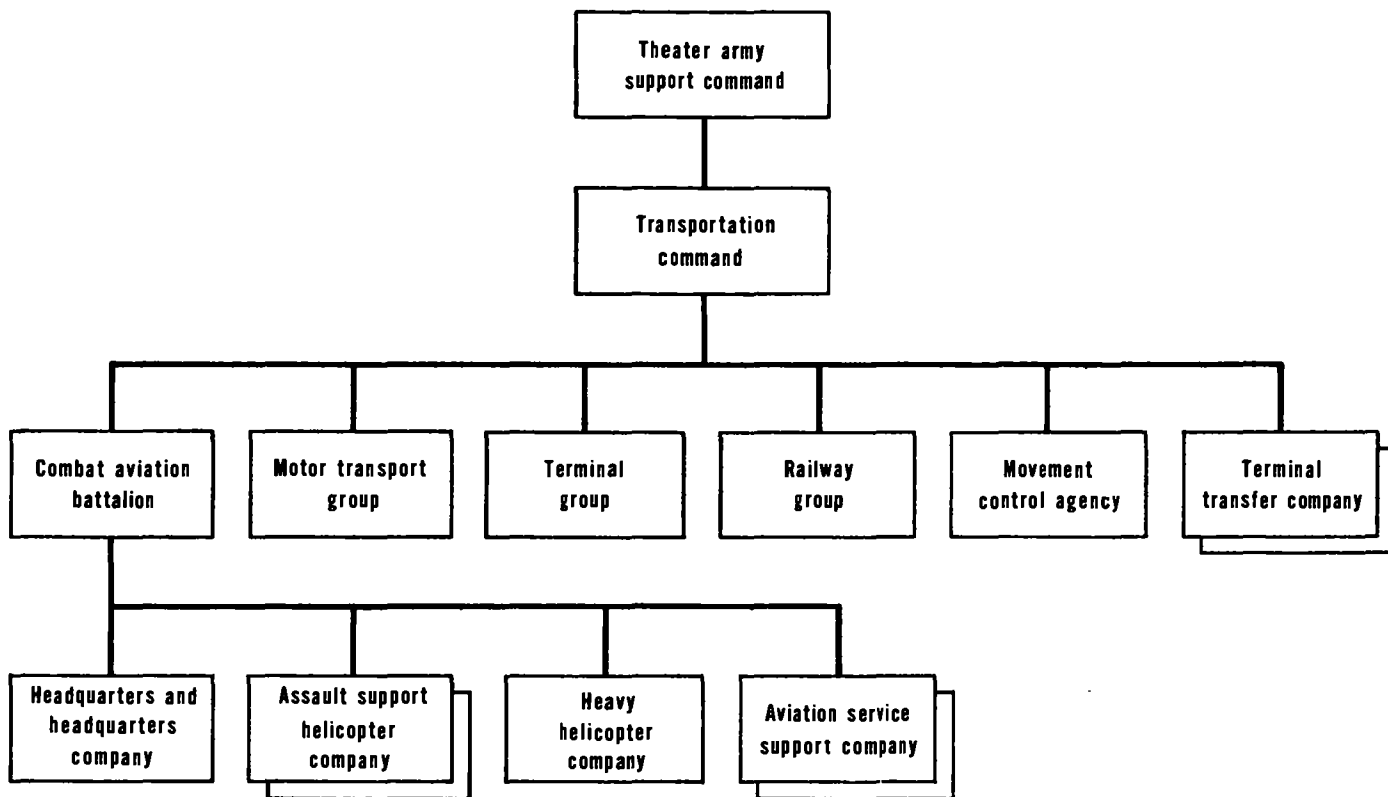 Theater army
support command
Transportation
command
Combat aviation
battalion
Motor transport
group
Terminal
group
Railway
group
Movement
control agency
Terminal
transfer company
Headquarters and
headquarters
company
Assault support
helicopter
company
Heavy
helicopter
company
Aviation service
support company